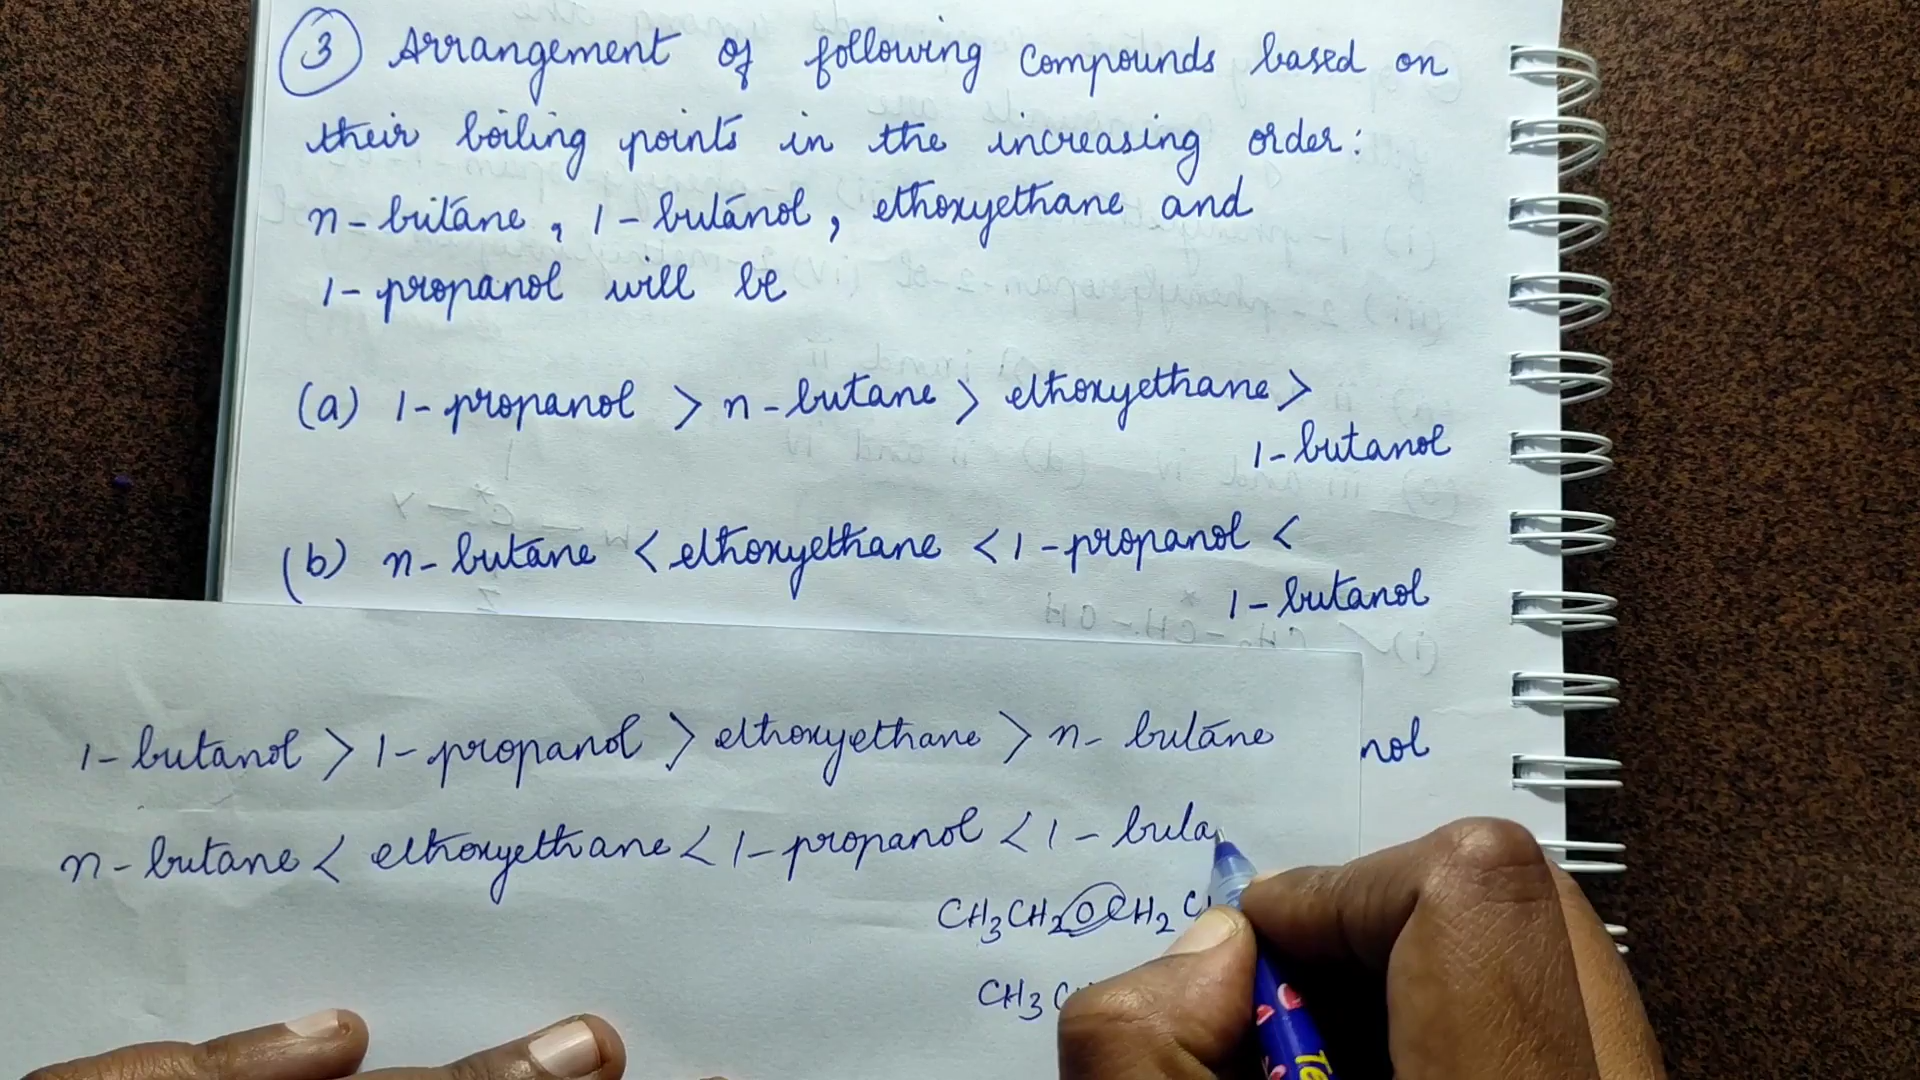 3 Arrangement of following compounds based on
their boiling points in the increasing order:
n-butane, 1-butanol, ethoxyethane and
1-propanol will be
(a) 1-propanol > n-butane > ethoxyethane >
1-butanol
(b) n-butane < ethoxyethane < 1-propanol <
1-butanol
nol
1-butanol > 1-propanol > ethoxyethane > n-butane
n-butane < ethoxyethane < 1-propanol < 1-buta
CH3CH2OCH2 C
CH3 C